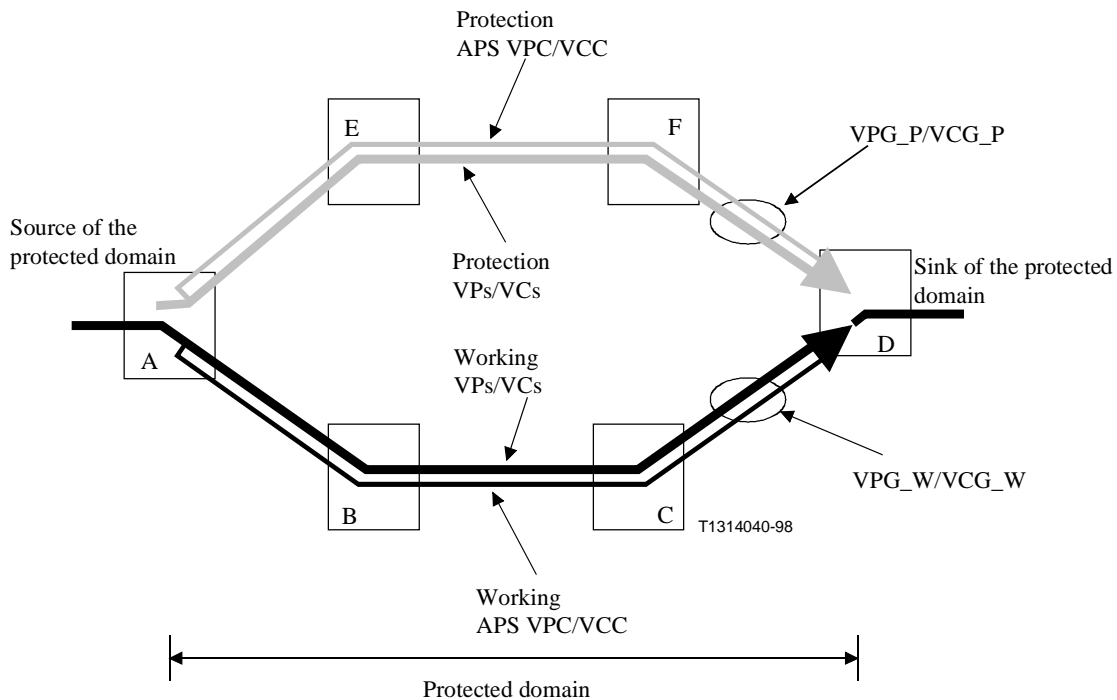 Protection
APS VPC/VCC
E
F
VPG_P/VCG_P
Source of the
protected domain
Protection
VPs/VCs
Sink of the protected
domain
A
Working
VPs/VCs
D
VPG_W/VCG_W
B
C
T1314040-98
Working
APS VPC/VCC
Protected domain